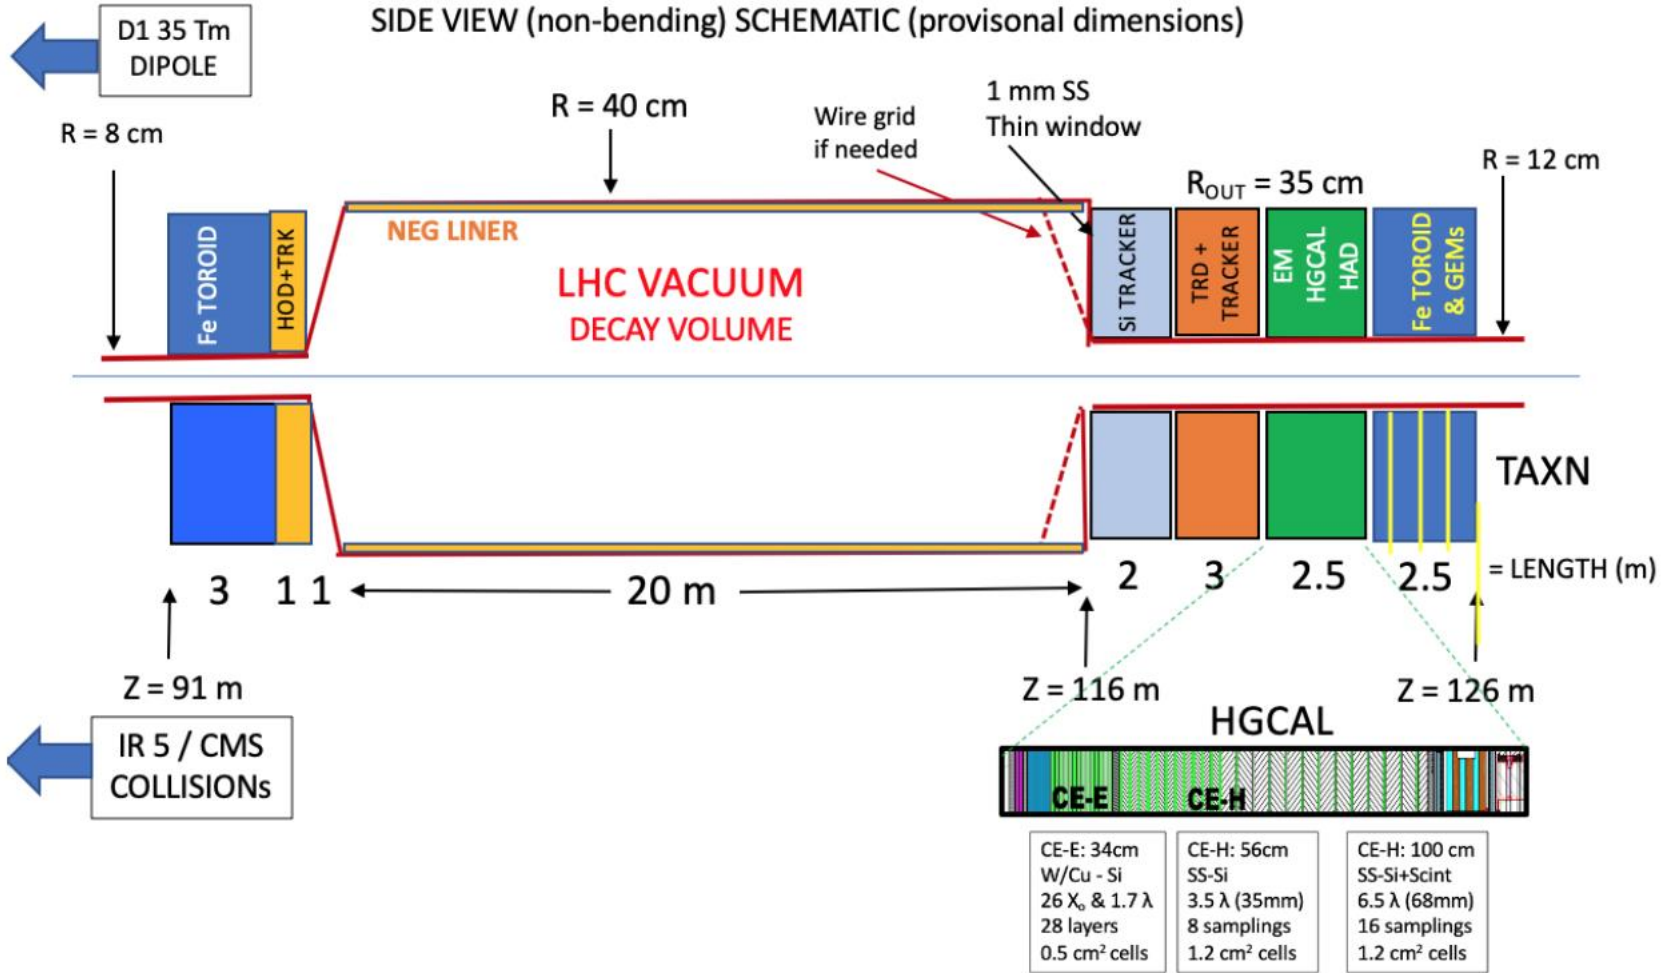 SIDE VIEW (non-bending) SCHEMATIC (provisonal dimensions)
D1 35 Tm
DIPOLE
R = 8 cm
R = 40 cm
Wire grid
if needed
1 mm SS
Thin window
R = 12 cm
R_OUT = 35 cm
Fe TOROID
HOD+TRK
NEG LINER
LHC VACUUM
DECAY VOLUME
Si TRACKER
TRD +
TRACKER
EM
HGCAL
HAD
Fe TOROID
& GEMs
TAXN
3
1 1
20 m
2
3
2.5
2.5
= LENGTH (m)
Z = 91 m
Z = 116 m
Z = 126 m
IR 5 / CMS
COLLISIONs
HGCAL
CE-E
CE-H
CE-E: 34cm
W/Cu - Si
26 Xₒ & 1.7 λ
28 layers
0.5 cm² cells
CE-H: 56cm
SS-Si
3.5 λ (35mm)
8 samplings
1.2 cm² cells
CE-H: 100 cm
SS-Si+Scint
6.5 λ (68mm)
16 samplings
1.2 cm² cells